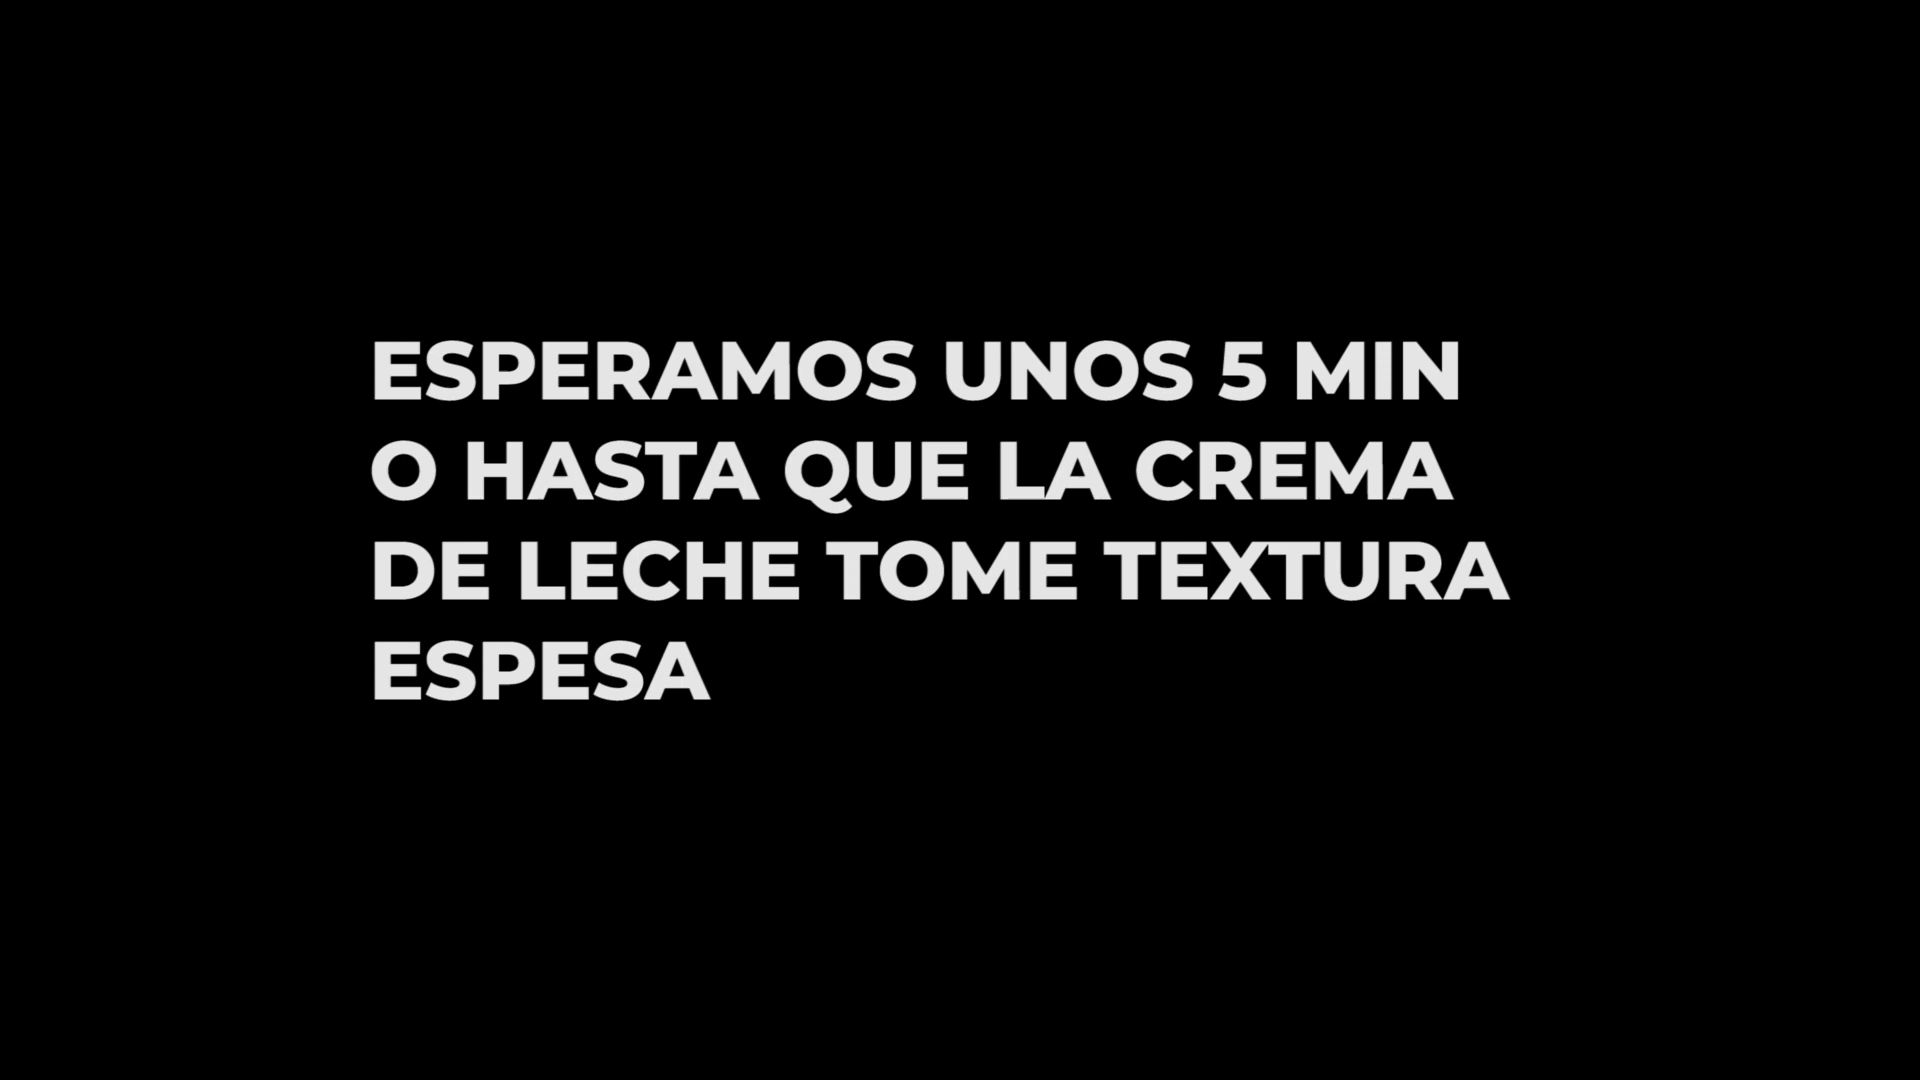 ESPERAMOS UNOS 5 MIN
O HASTA QUE LA CREMA
DE LECHE TOME TEXTURA
ESPESA